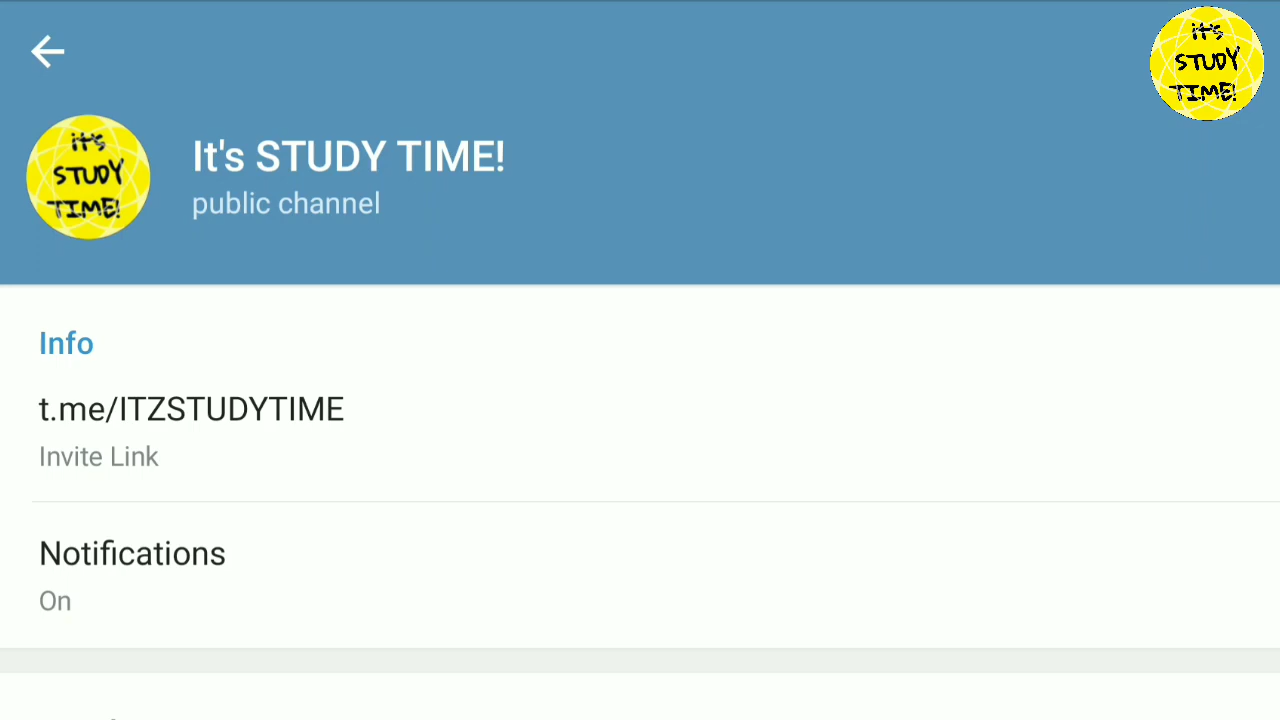 it's
STUDY
TIME!
it's
STUDY
TIME!
It's STUDY TIME!
public channel
Info
t.me/ITZSTUDYTIME
Invite Link
Notifications
On